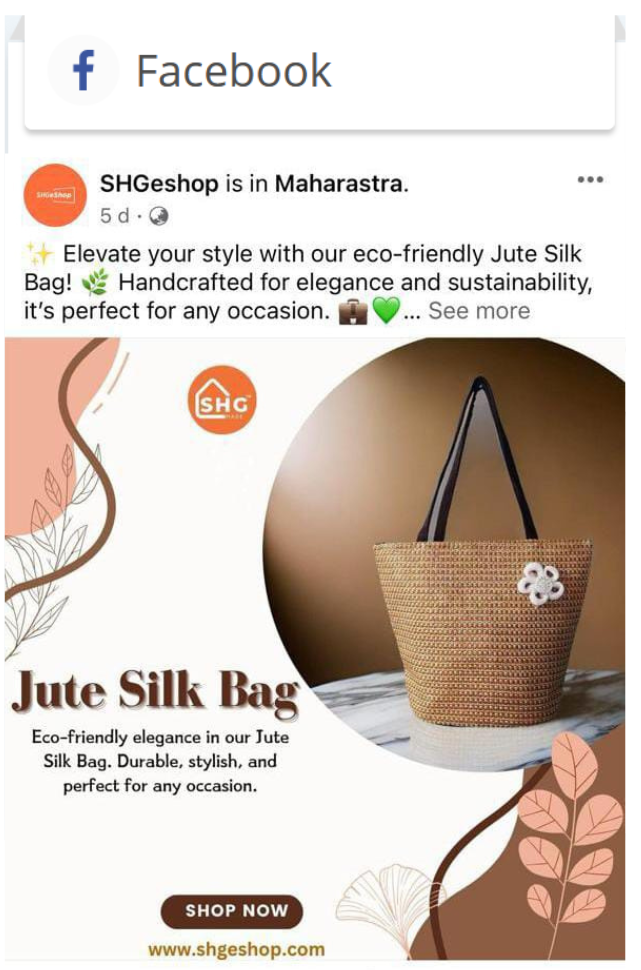 Facebook
SHGeshop
SHGeshop is in Maharastra.
5 d ·
✨ Elevate your style with our eco-friendly Jute Silk
Bag! 🌿 Handcrafted for elegance and sustainability,
it's perfect for any occasion. 💼💚... See more
SHG
MADE
Jute Silk Bag
Eco-friendly elegance in our Jute
Silk Bag. Durable, stylish, and
perfect for any occasion.
SHOP NOW
www.shgeshop.com